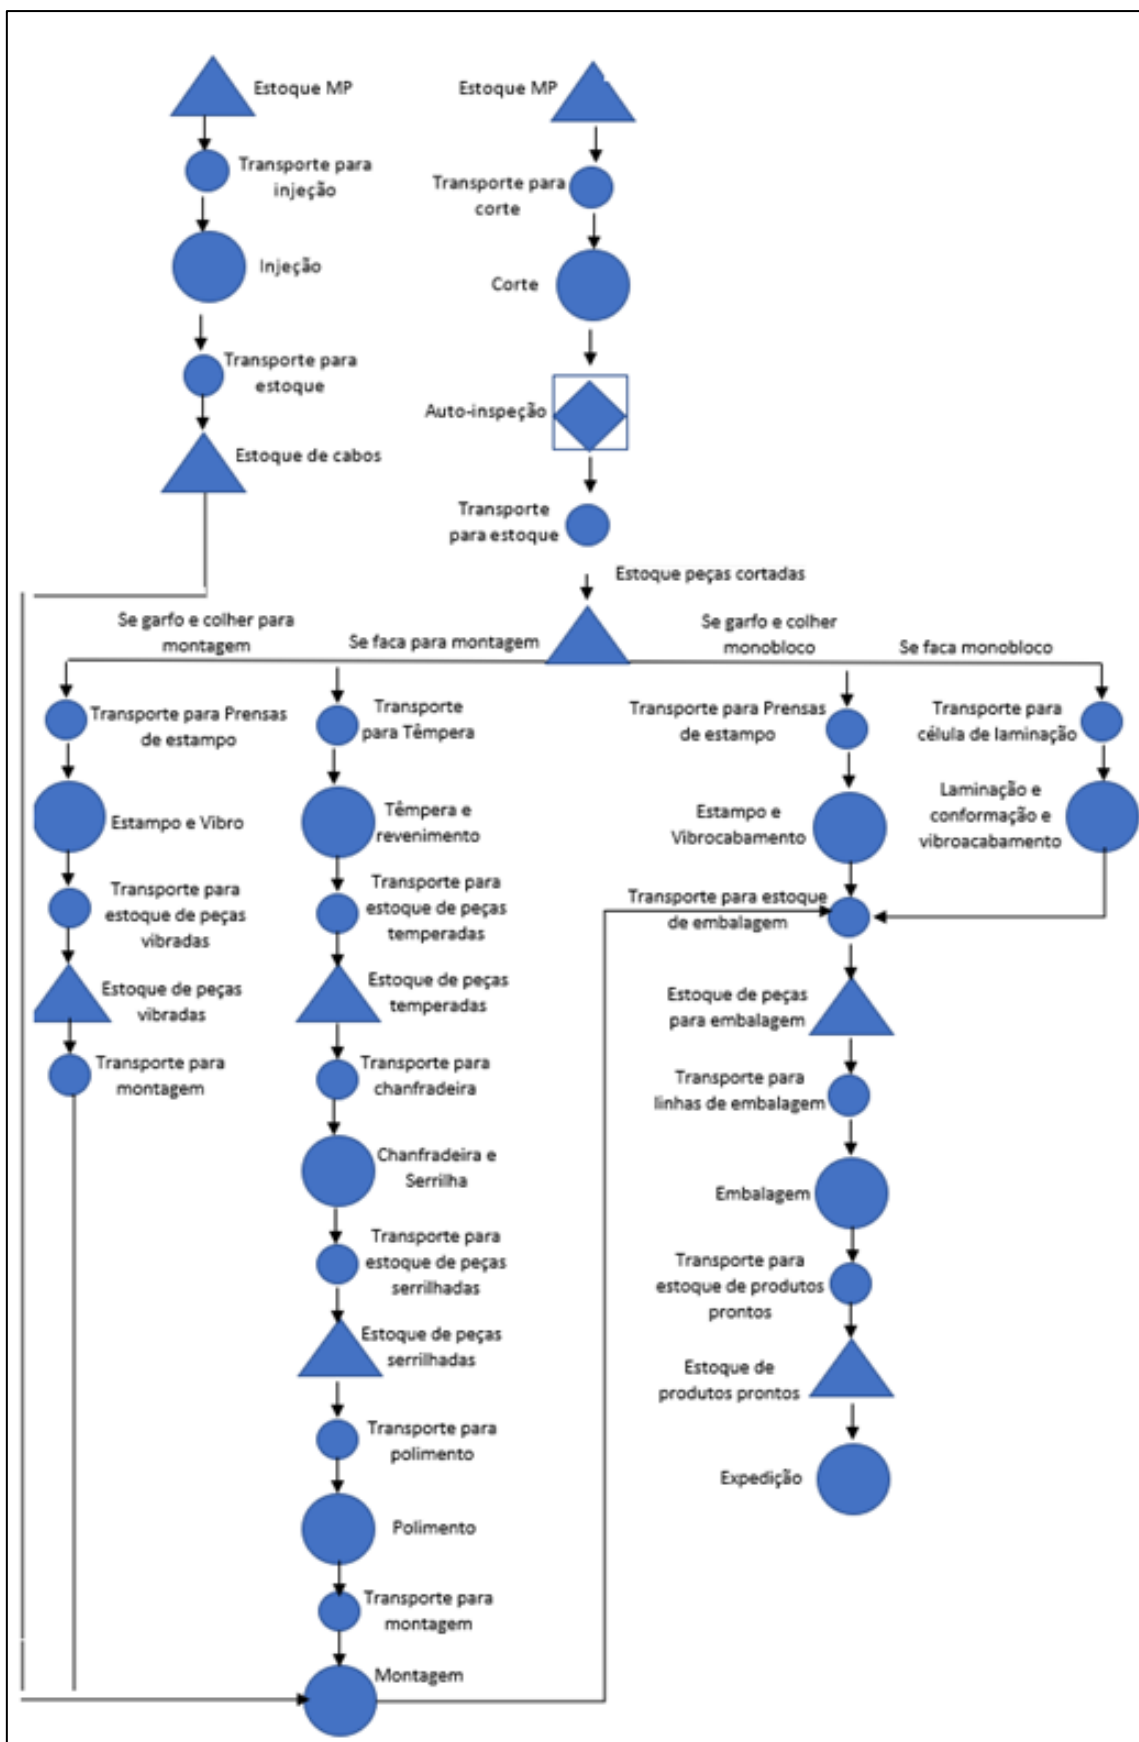 Estoque MP
Estoque MP
Transporte para
injeção
Transporte para
corte
Injeção
Corte
Transporte para
estoque
Auto-inspeção
Estoque de cabos
Transporte
para estoque
Estoque peças cortadas
Se garfo e colher para
montagem
Se faca para montagem
Se garfo e colher
monobloco
Se faca monobloco
Transporte para Prensas
de estampo
Transporte
para Têmpera
Transporte para Prensas
de estampo
Transporte para
célula de laminação
Estampo e Vibro
Têmpera e
revenimento
Estampo e
Vibrocabamento
Laminação e
conformação e
vibroacabamento
Transporte para
estoque de peças
vibradas
Transporte para
estoque de peças
temperadas
Transporte para estoque
de embalagem
Estoque de peças
vibradas
Estoque de peças
temperadas
Estoque de peças
para embalagem
Transporte para
montagem
Transporte para
chanfradeira
Transporte para
linhas de embalagem
Chanfradeira e
Serrilha
Embalagem
Transporte para
estoque de peças
serrilhadas
Transporte para
estoque de produtos
prontos
Estoque de peças
serrilhadas
Estoque de
produtos prontos
Transporte para
polimento
Expedição
Polimento
Transporte para
montagem
Montagem